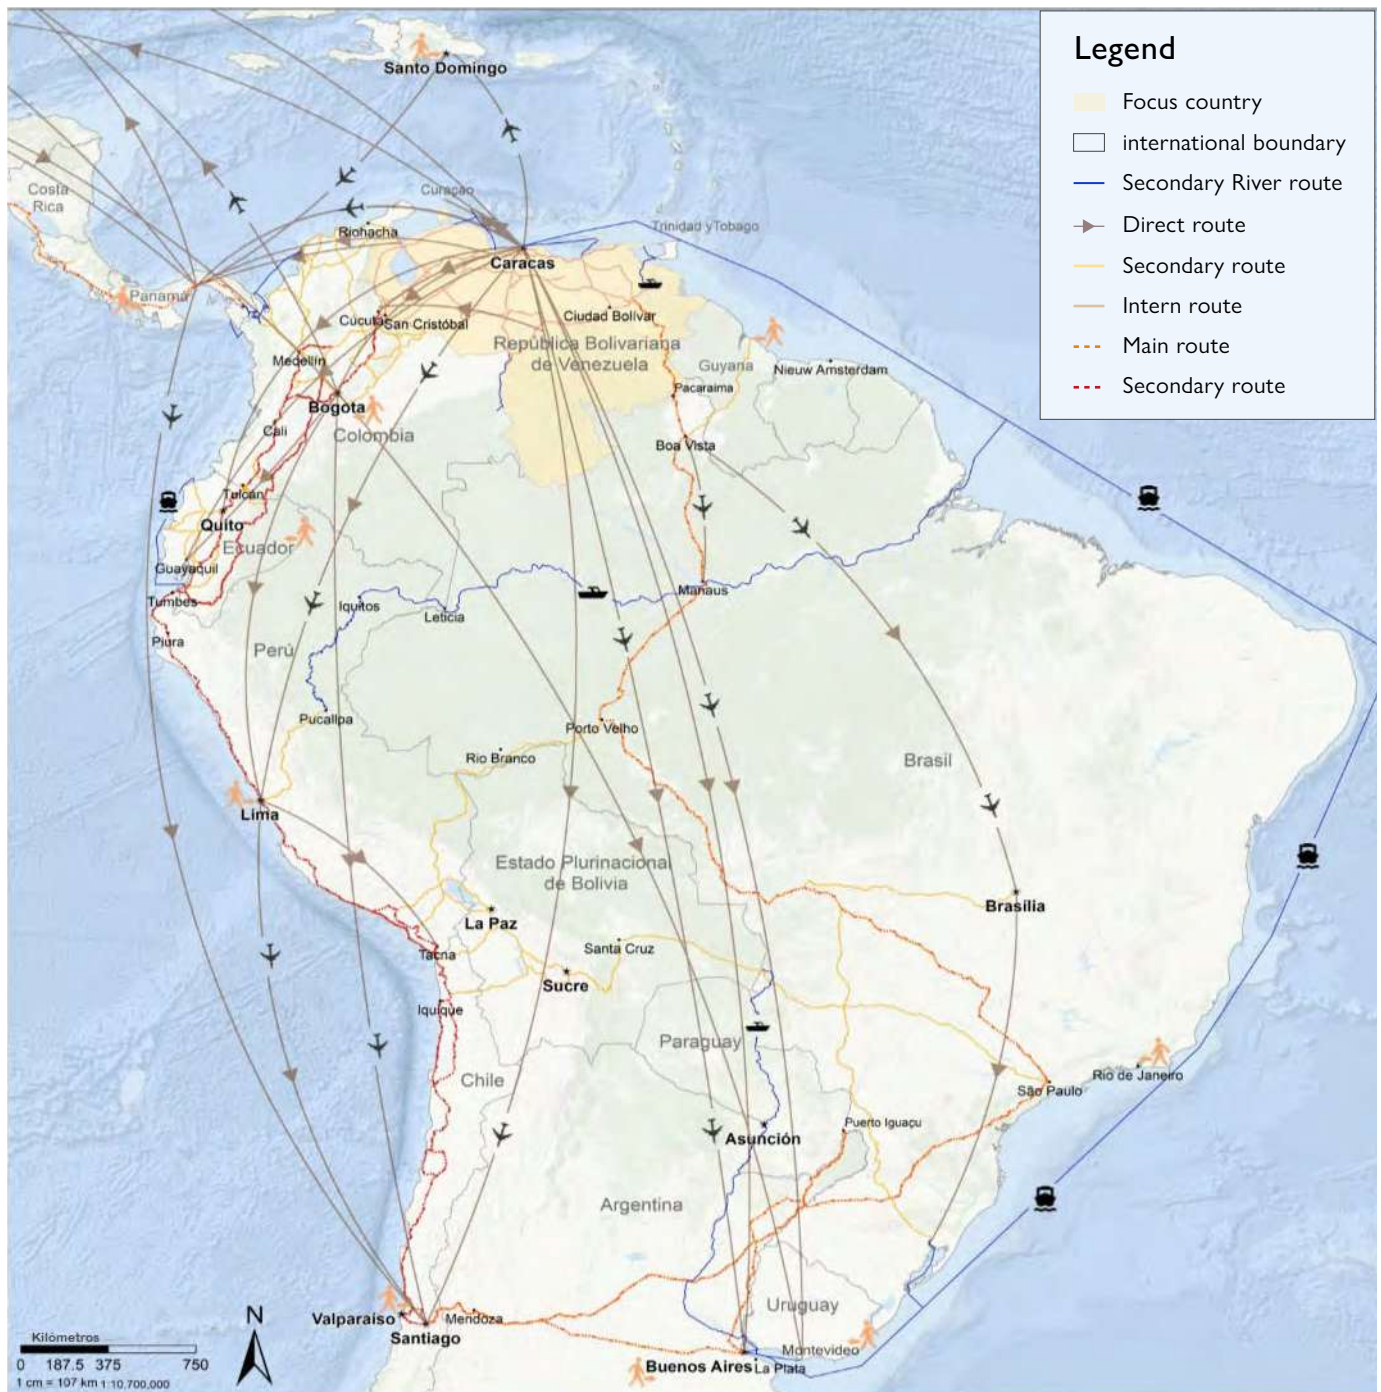 Legend
Focus country
international boundary
Secondary River route
Direct route
Secondary route
Intern route
Main route
Secondary route
Santo Domingo
Costa
Rica
Curaçao
Riohacha
Trinidad yTobago
Caracas
Panamá
Cúcuta
San Cristóbal
Ciudad Bolívar
República Bolivariana
de Venezuela
Medellín
Guyana
Nieuw Amsterdam
Pacaraima
Bogota
Cali
Colombia
Boa Vista
Tulcán
Quito
Ecuador
Guayaquil
Tumbes
Iquitos
Leticia
Manaus
Piura
Perú
Pucallpa
Porto Velho
Rio Branco
Brasil
Lima
Estado Plurinacional
de Bolivia
La Paz
Brasília
Santa Cruz
Tacna
Sucre
Iquique
Paraguay
Chile
Rio de Janeiro
São Paulo
Asunción
Puerto Iguaçu
Argentina
Uruguay
Valparaíso
Mendoza
Santiago
Montevideo
Buenos Aires
La Plata
N
Kilómetros
0 187.5 375 750
1 cm = 107 km 1:10,700,000